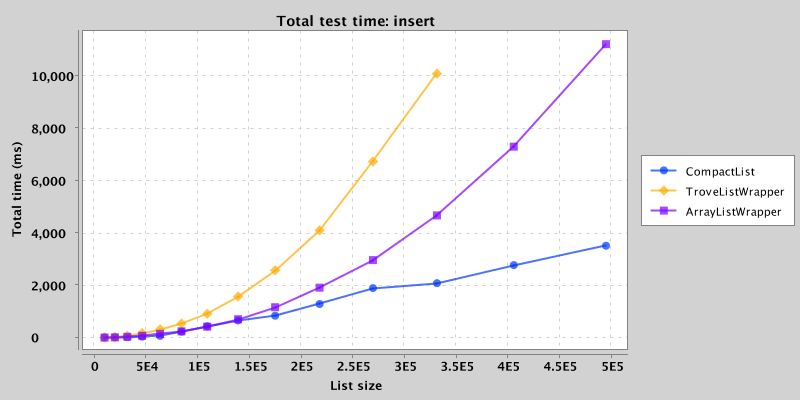 Total test time: insert
Total time (ms)
10,000
8,000
6,000
4,000
2,000
0
0 5E4 1E5 1.5E5 2E5 2.5E5 3E5 3.5E5 4E5 4.5E5 5E5
List size
CompactList
TroveListWrapper
ArrayListWrapper